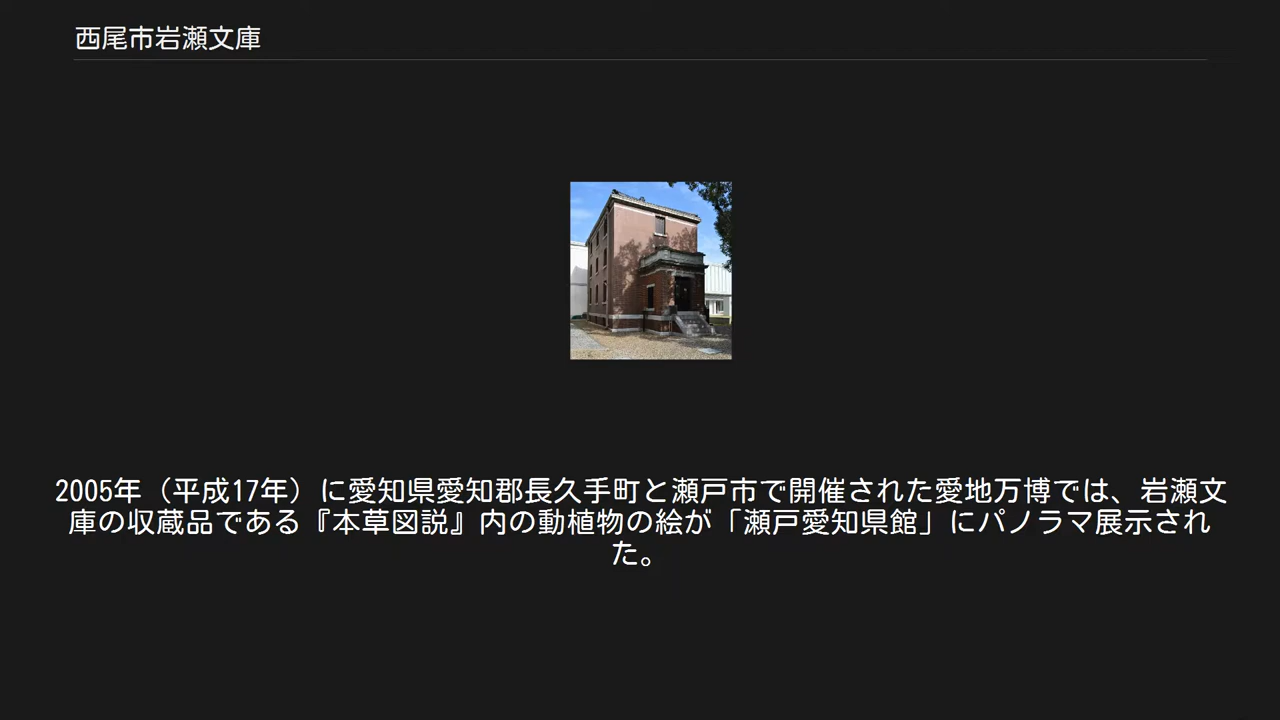 西尾市岩瀬文庫
2005年（平成17年）に愛知県愛知郡長久手町と瀬戸市で開催された愛地万博では、岩瀬文
庫の収蔵品である『本草図説』内の動植物の絵が「瀬戸愛知県館」にパノラマ展示され
た。